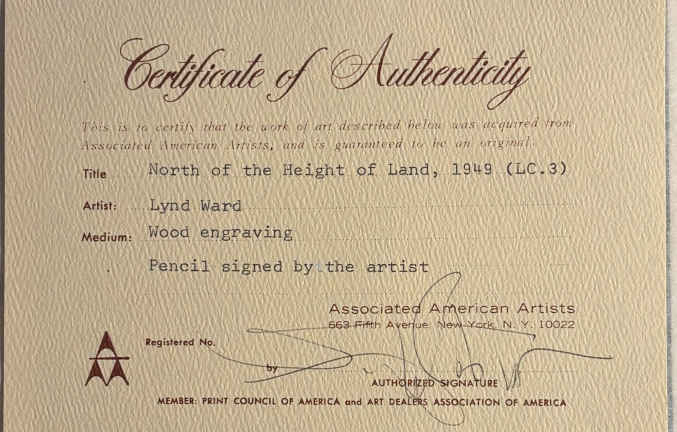 Certificate of Authenticity
This is to certify that the work of art described below was acquired from
Associated American Artists, and is guaranteed to be an original.
Title North of the Height of Land, 1949 (LC.3)
Artist: Lynd Ward
Medium: Wood engraving
Pencil signed by the artist
Associated American Artists
663 Fifth Avenue, New York, N. Y. 10022
Registered No.
by
AUTHORIZED SIGNATURE
MEMBER: PRINT COUNCIL OF AMERICA and ART DEALERS ASSOCIATION OF AMERICA